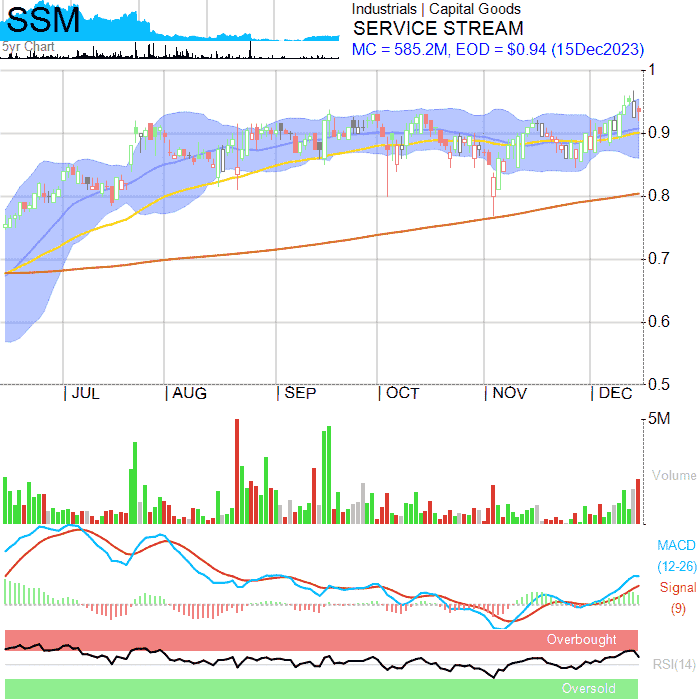 SSM
5yr Chart
Industrials | Capital Goods
SERVICE STREAM
MC = 585.2M, EOD = $0.94 (15Dec2023)
1
0.9
0.8
0.7
0.6
0.5
| JUL
| AUG
| SEP
| OCT
| NOV
| DEC
5M
Volume
MACD
(12-26)
Signal
(9)
Overbought
RSI(14)
Oversold